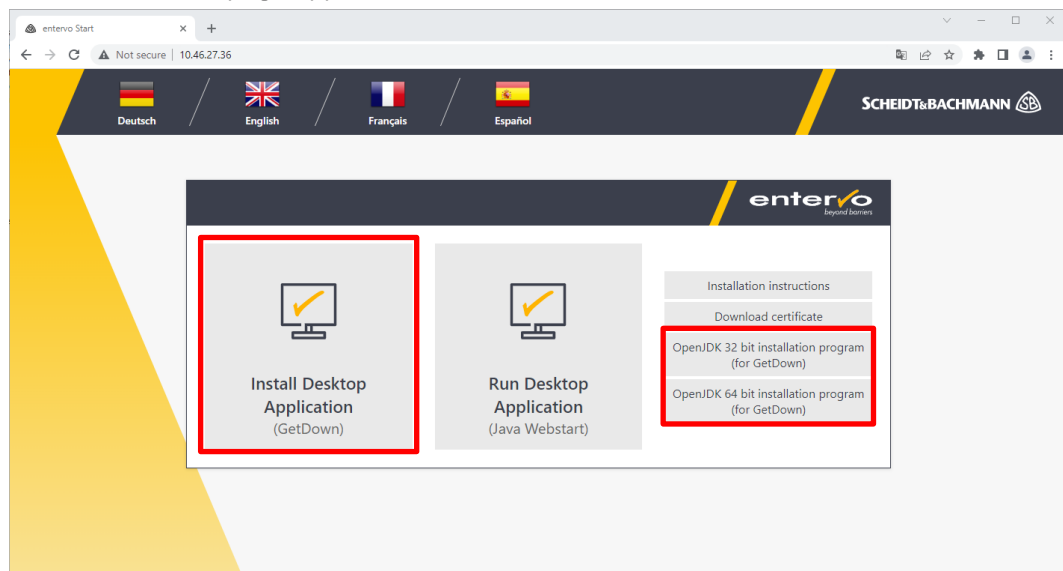 entervo Start
Not secure | 10.46.27.36
Deutsch
English
Français
Español
SCHEIDT&BACHMANN SB
entervo
beyond barriers
Install Desktop
Application
(GetDown)
Run Desktop
Application
(Java Webstart)
Installation instructions
Download certificate
OpenJDK 32 bit installation program
(for GetDown)
OpenJDK 64 bit installation program
(for GetDown)